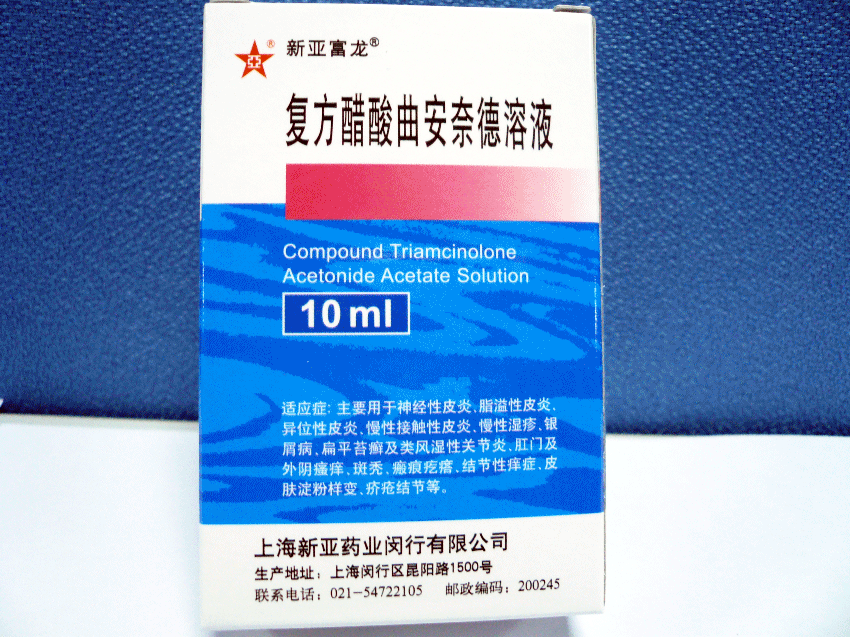 新亚富龙®
复方醋酸曲安奈德溶液
Compound Triamcinolone
Acetonide Acetate Solution
10ml
适应症:主要用于神经性皮炎、脂溢性皮炎、
异位性皮炎、慢性接触性皮炎、慢性湿疹、银
屑病、扁平苔癣及类风湿性关节炎、肛门及
外阴瘙痒、斑秃、瘢痕疙瘩、结节性痒症、皮
肤淀粉样变、疥疮结节等。
上海新亚药业闵行有限公司
生产地址:上海闵行区昆阳路1500号
联系电话:021-54722105 邮政编码:200245